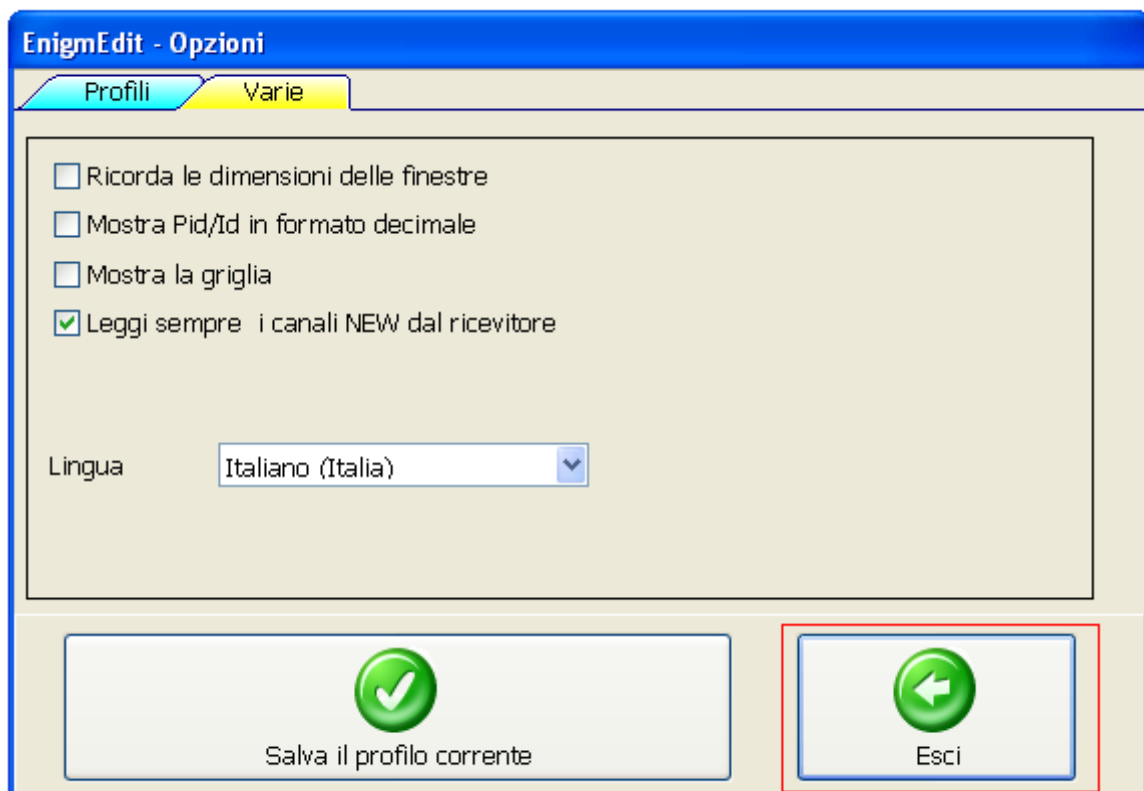 EnigmEdit - Opzioni
Profili Varie
Ricorda le dimensioni delle finestre
Mostra Pid/Id in formato decimale
Mostra la griglia
Leggi sempre i canali NEW dal ricevitore
Lingua Italiano (Italia)
Salva il profilo corrente Esci